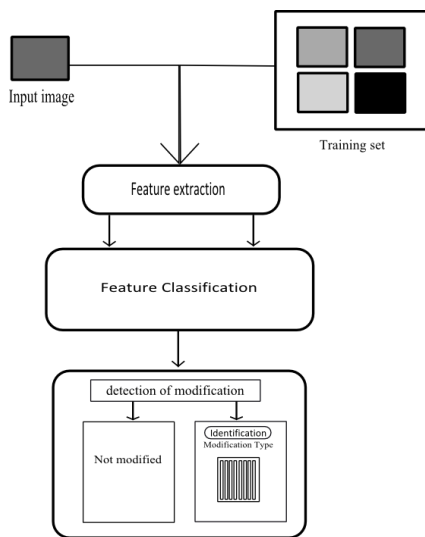 Input image
Training set
Feature extraction
Feature Classification
detection of modification
Not modified
Identification
Modification Type